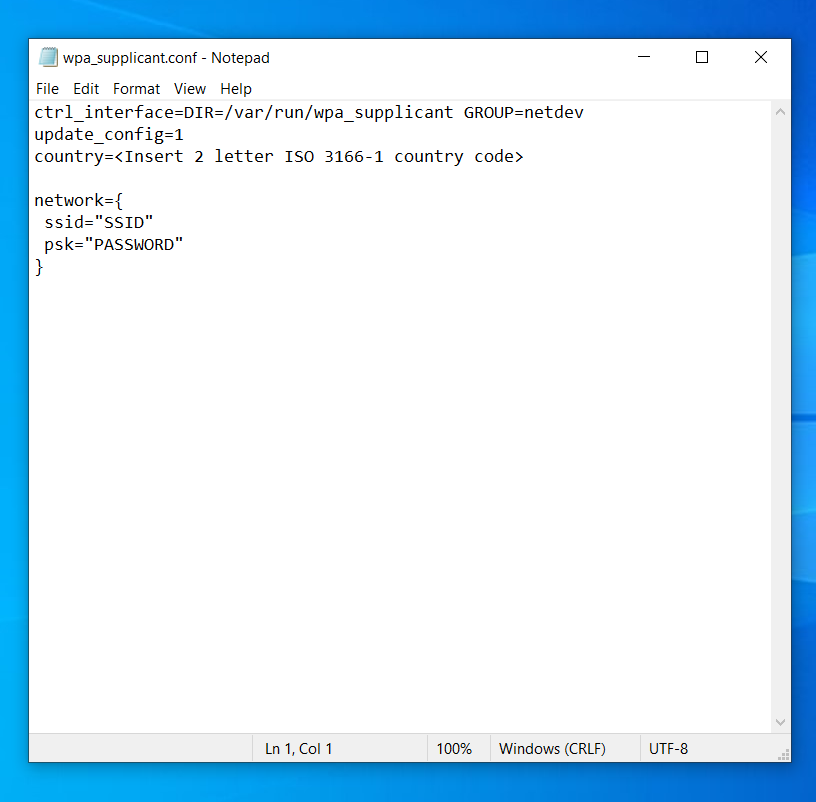 wpa_supplicant.conf - Notepad
File Edit Format View Help
ctrl_interface=DIR=/var/run/wpa_supplicant GROUP=netdev
update_config=1
country=<Insert 2 letter ISO 3166-1 country code>

network={
 ssid="SSID"
 psk="PASSWORD"
}
Ln 1, Col 1 100% Windows (CRLF) UTF-8